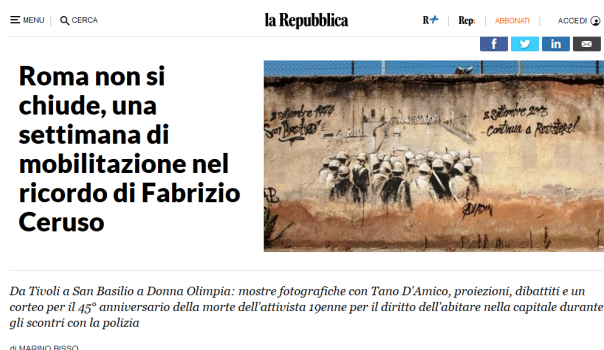 MENU
CERCA
la Repubblica
R+
Rep:
ABBONATI
ACCEDI
Roma non si
chiude, una
settimana di
mobilitazione nel
ricordo di Fabrizio
Ceruso
8 settembre 1974
San Basilio
8 Settembre 2013
Continua a Resistere!
Da Tivoli a San Basilio a Donna Olimpia: mostre fotografiche con Tano D'Amico, proiezioni, dibattiti e un
corteo per il 45° anniversario della morte dell'attivista 19enne per il diritto dell'abitare nella capitale durante
gli scontri con la polizia
di MARINO BISSO